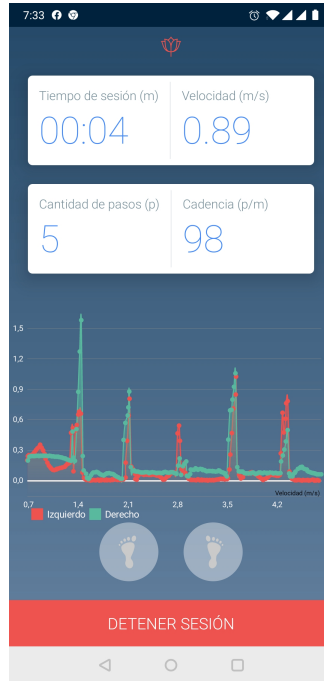 7:33
Tiempo de sesión (m)
Velocidad (m/s)
00:04
0.89
Cantidad de pasos (p)
Cadencia (p/m)
5
98
1,5
1,2
0,9
0,6
0,3
0,0
Velocidad (m/s)
0,7 1,4 2,1 2,8 3,5 4,2
Izquierdo Derecho
DETENER SESIÓN